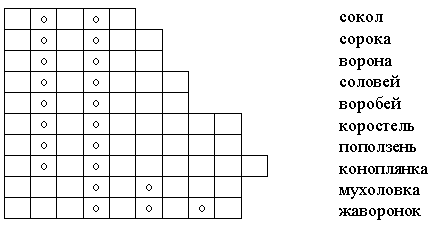 о о сокол
о о сорока
о о ворона
о о соловей
о о воробей
о о коростель
о о поползень
о о коноплянка
о о мухоловка
о о о жаворонок